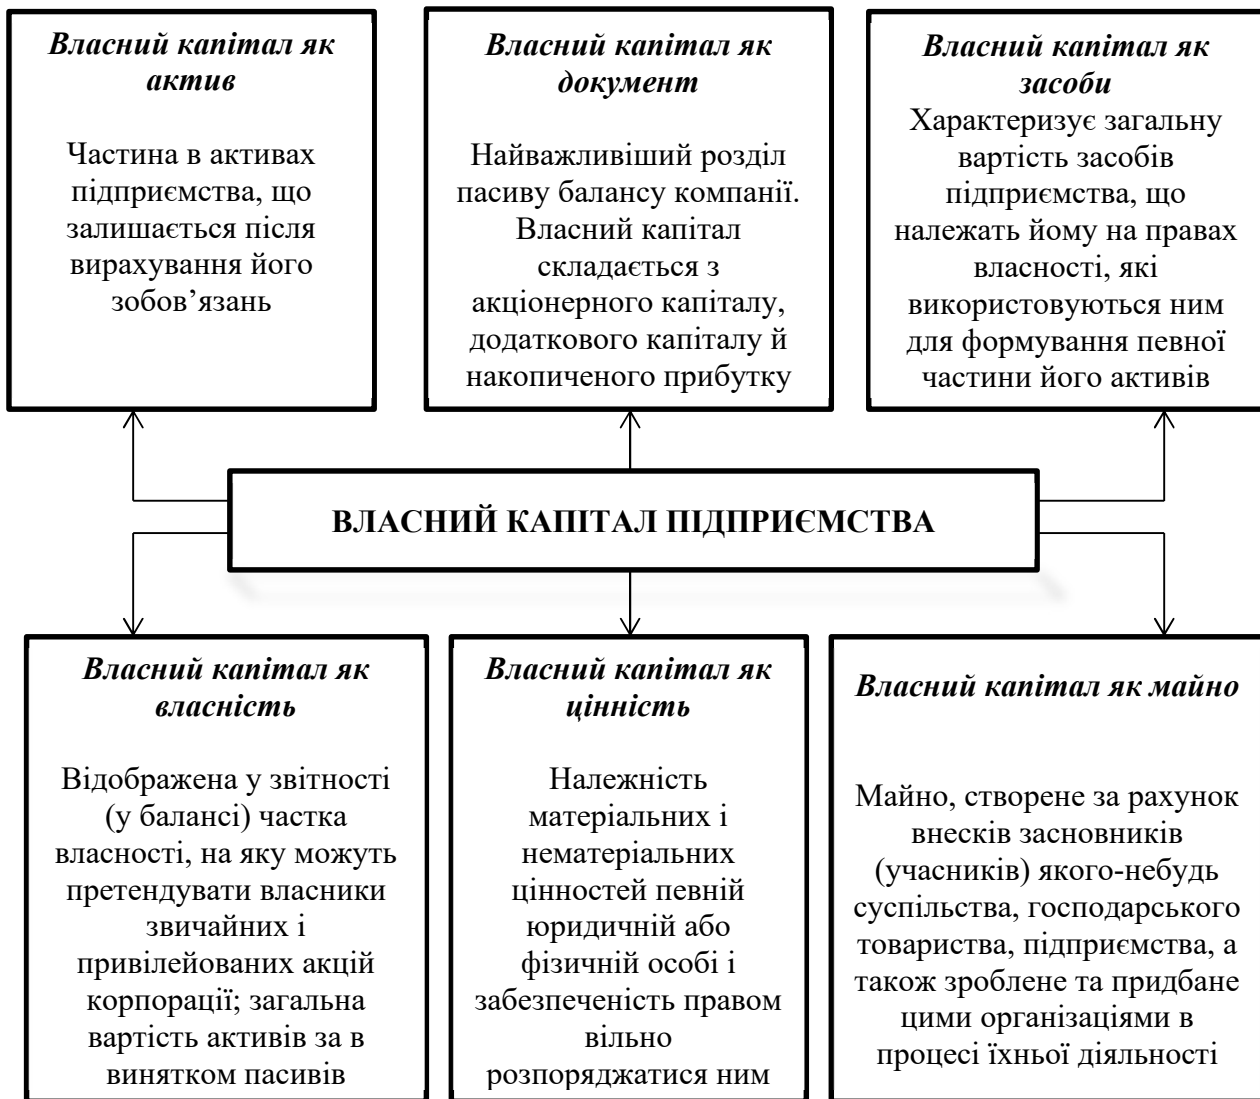 Власний капітал як
актив
Частина в активах
підприємства, що
залишається після
вирахування його
зобов’язань
Власний капітал як
документ
Найважливіший розділ
пасиву балансу компанії.
Власний капітал
складається з
акціонерного капіталу,
додаткового капіталу й
накопиченого прибутку
Власний капітал як
засоби
Характеризує загальну
вартість засобів
підприємства, що
належать йому на правах
власності, які
використовуються ним
для формування певної
частини його активів
ВЛАСНИЙ КАПІТАЛ ПІДПРИЄМСТВА
Власний капітал як
власність
Відображена у звітності
(у балансі) частка
власності, на яку можуть
претендувати власники
звичайних і
привілейованих акцій
корпорації; загальна
вартість активів за в
винятком пасивів
Власний капітал як
цінність
Належність
матеріальних і
нематеріальних
цінностей певній
юридичній або
фізичній особі і
забезпеченість правом
вільно
розпоряджатися ним
Власний капітал як майно
Майно, створене за рахунок
внесків засновників
(учасників) якого-небудь
суспільства, господарського
товариства, підприємства, а
також зроблене та придбане
цими організаціями в
процесі їхньої діяльності